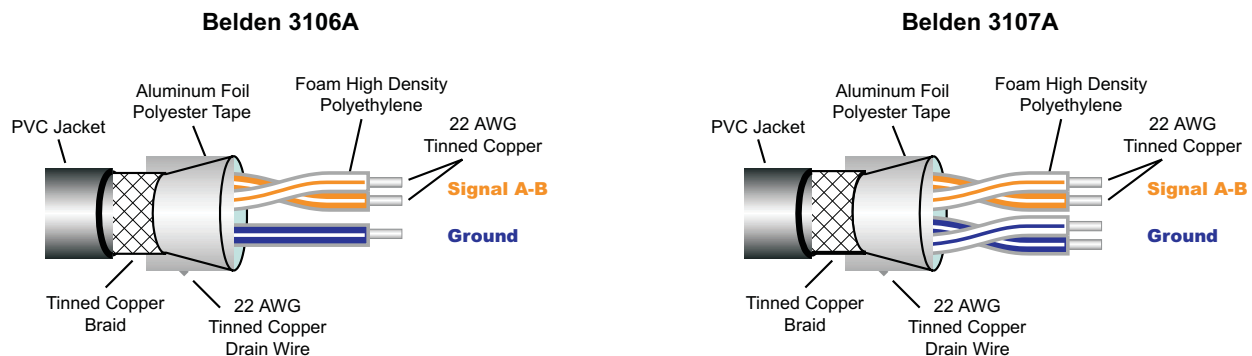 Belden 3106A
Aluminum Foil
Polyester Tape
Foam High Density
Polyethylene
PVC Jacket
22 AWG
Tinned Copper
Signal A-B
Ground
Tinned Copper
Braid
22 AWG
Tinned Copper
Drain Wire
Belden 3107A
Aluminum Foil
Polyester Tape
Foam High Density
Polyethylene
PVC Jacket
22 AWG
Tinned Copper
Signal A-B
Ground
Tinned Copper
Braid
22 AWG
Tinned Copper
Drain Wire